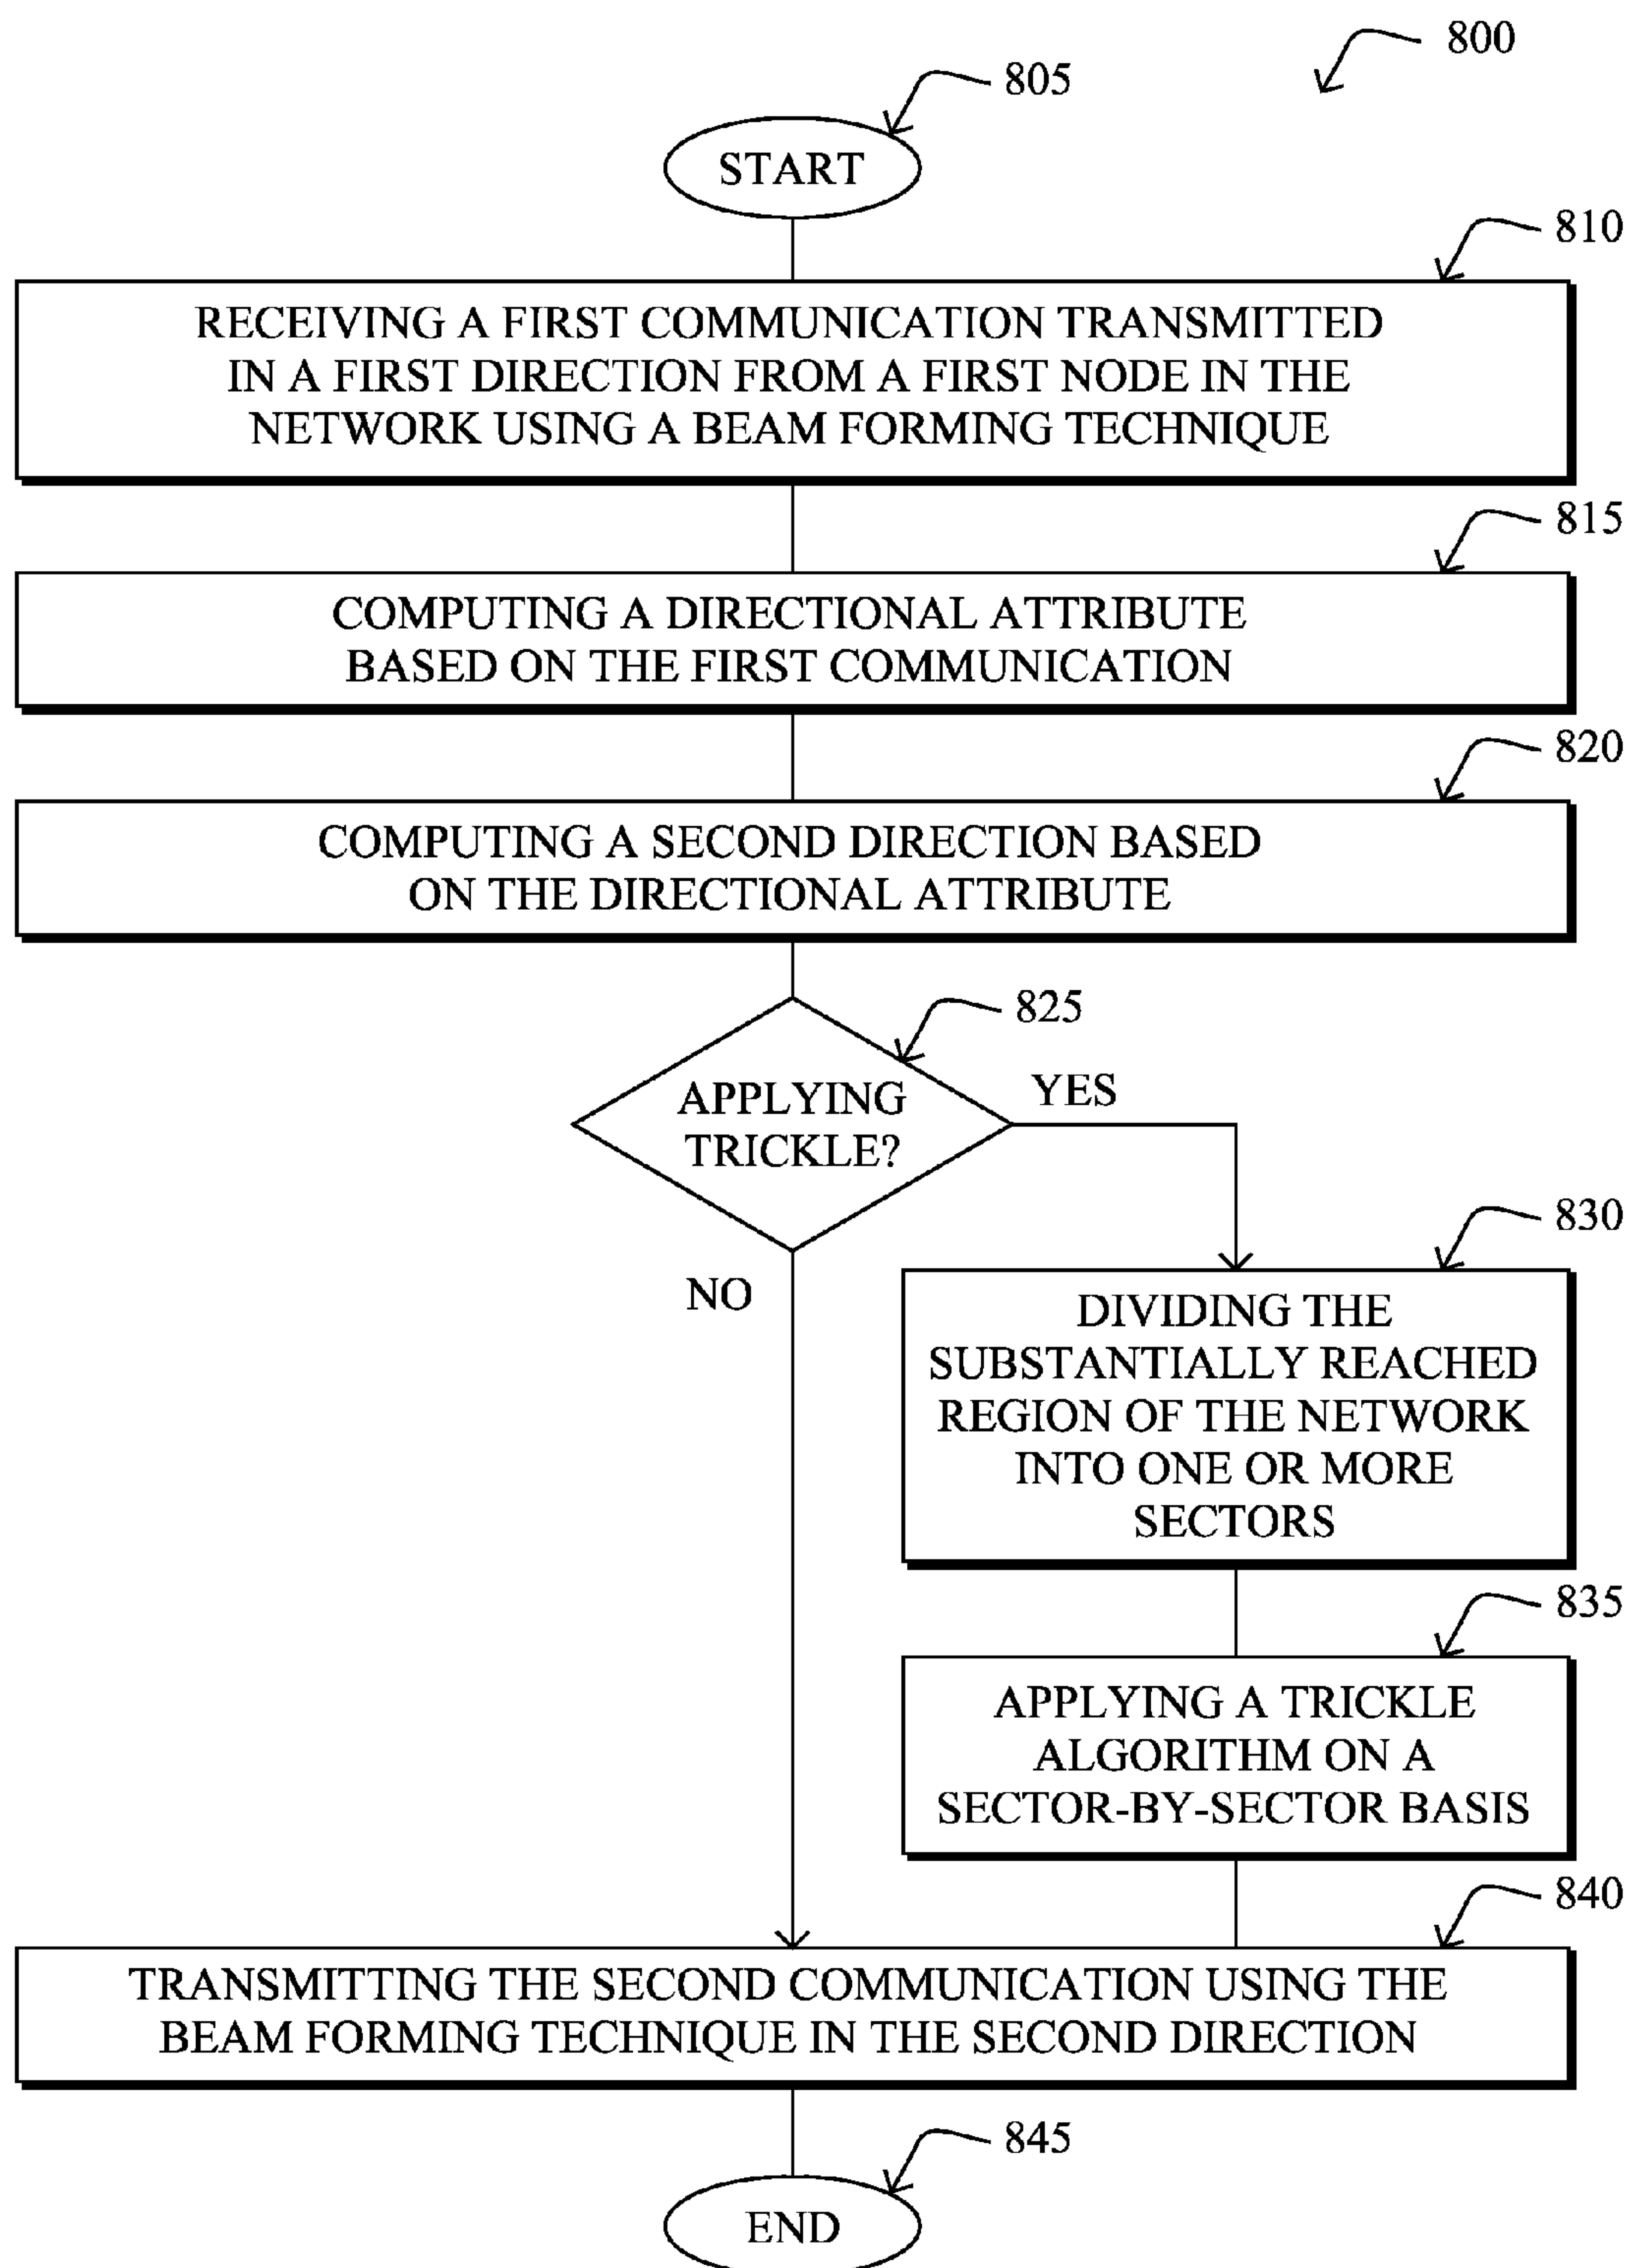 800
805
START
810
RECEIVING A FIRST COMMUNICATION TRANSMITTED
IN A FIRST DIRECTION FROM A FIRST NODE IN THE
NETWORK USING A BEAM FORMING TECHNIQUE
815
COMPUTING A DIRECTIONAL ATTRIBUTE
BASED ON THE FIRST COMMUNICATION
820
COMPUTING A SECOND DIRECTION BASED
ON THE DIRECTIONAL ATTRIBUTE
825
APPLYING
TRICKLE?
YES
NO
830
DIVIDING THE
SUBSTANTIALLY REACHED
REGION OF THE NETWORK
INTO ONE OR MORE
SECTORS
835
APPLYING A TRICKLE
ALGORITHM ON A
SECTOR-BY-SECTOR BASIS
840
TRANSMITTING THE SECOND COMMUNICATION USING THE
BEAM FORMING TECHNIQUE IN THE SECOND DIRECTION
845
END